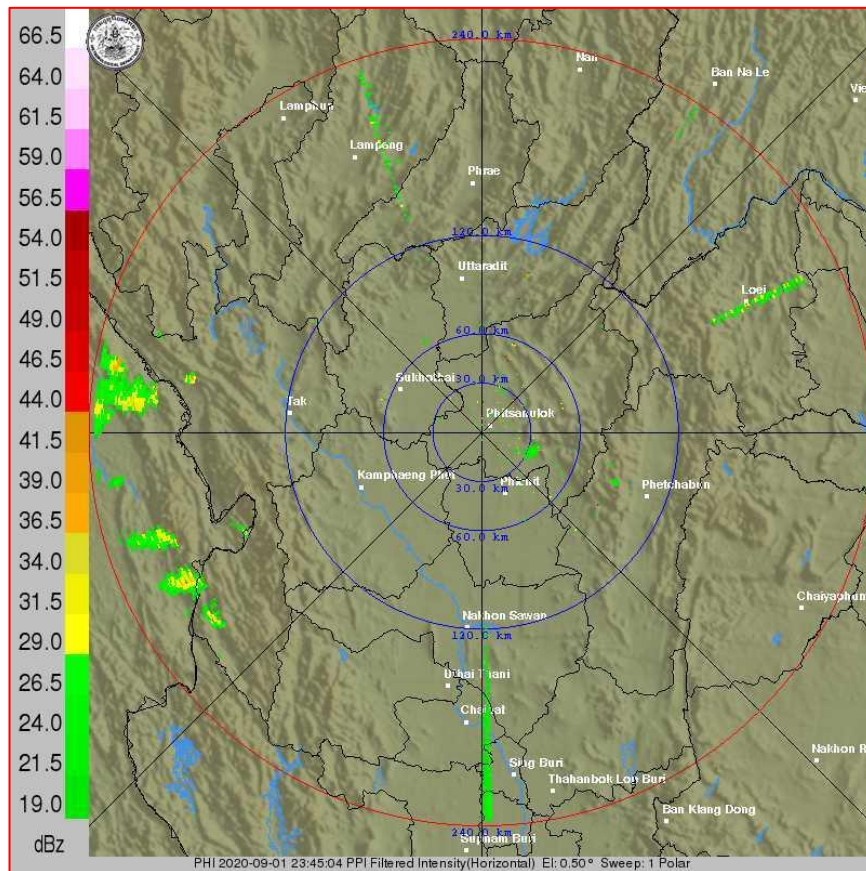 66.5
64.0
61.5
59.0
56.5
54.0
51.5
49.0
46.5
44.0
41.5
39.0
36.5
34.0
31.5
29.0
26.5
24.0
21.5
19.0
dBz
240.0 km
Nan
Ban Na Le
Vie
Lamphun
Lampang
Phrae
120.0 km
Uttaradit
Loei
60.0 km
30.0 km
Sukhothai
Tak
Phitsanulok
Kamphaeng Phet
Phichit
30.0 km
Phetchabun
60.0 km
Chaiyaphum
Nakhon Sawan
120.0 km
Uthai Thani
Chainat
Sing Buri
Nakhon R
Thahanbok Lop Buri
Ban Klang Dong
240.0 km
Suphan Buri
PHI 2020-09-01 23:45:04 PPI Filtered Intensity(Horizontal) El: 0.50° Sweep: 1 Polar